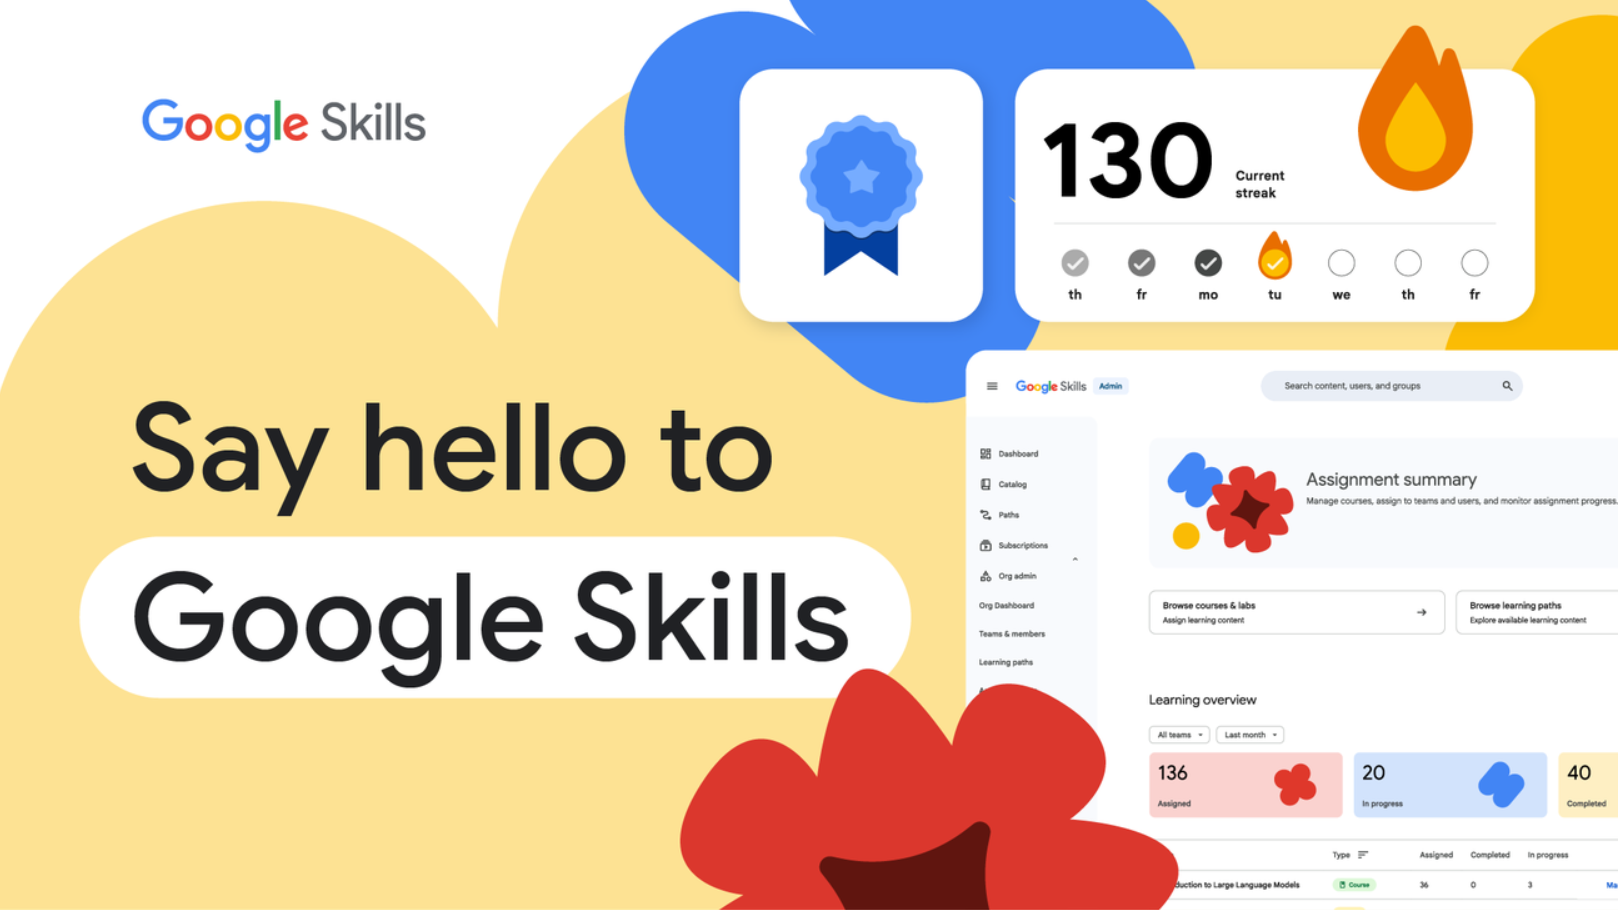 Google Skills
130
Current
streak
th fr mo tu we th fr
Say hello to
Google Skills
Google Skills Admin
Search content, users, and groups
Dashboard
Catalog
Paths
Subscriptions
Org admin
Org Dashboard
Teams & members
Learning paths
Assignment summary
Manage courses, assign to teams and users, and monitor assignment progress.
Browse courses & labs
Assign learning content
Browse learning paths
Explore available learning content
Learning overview
All teams Last month
136
Assigned
20
In progress
40
Completed
Type Assigned Completed In progress
to Large Language Models Course 36 0 3